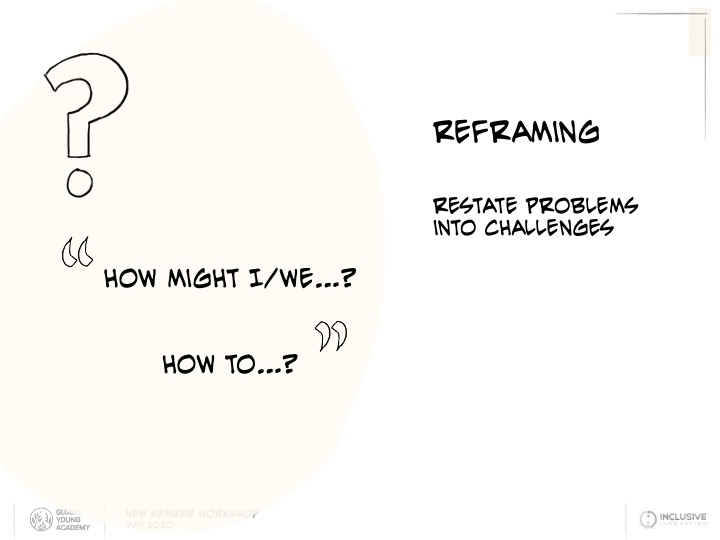 ?
REFRAMING
RESTATE PROBLEMS
INTO CHALLENGES
“
HOW MIGHT I/WE...?
”
HOW TO...?
GLOBAL
YOUNG
ACADEMY
NEW MEMBER WORKSHOP
MAY 2020
INCLUSIVE
INNOVATION